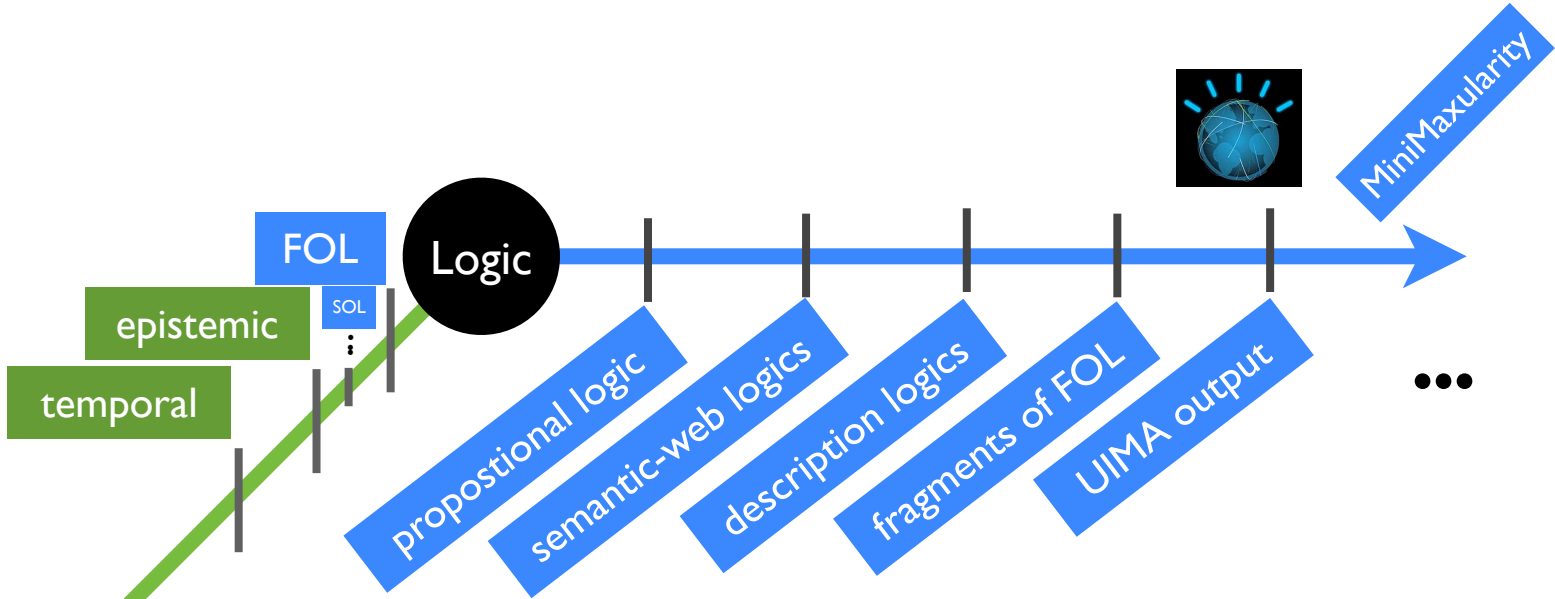 MiniMaxularity
FOL
Logic
SOL
epistemic
temporal
propostional logic
semantic-web logics
description logics
fragments of FOL
UIMA output
•••